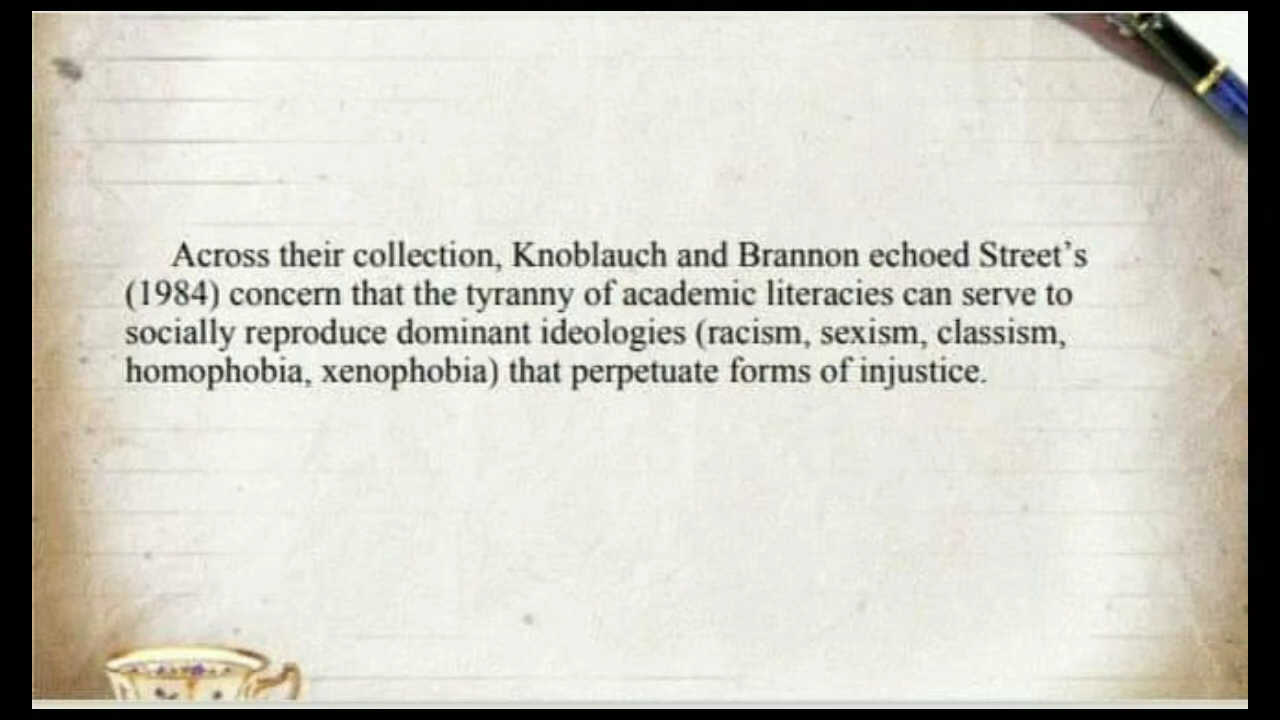 Across their collection, Knoblauch and Brannon echoed Street’s
(1984) concern that the tyranny of academic literacies can serve to
socially reproduce dominant ideologies (racism, sexism, classism,
homophobia, xenophobia) that perpetuate forms of injustice.